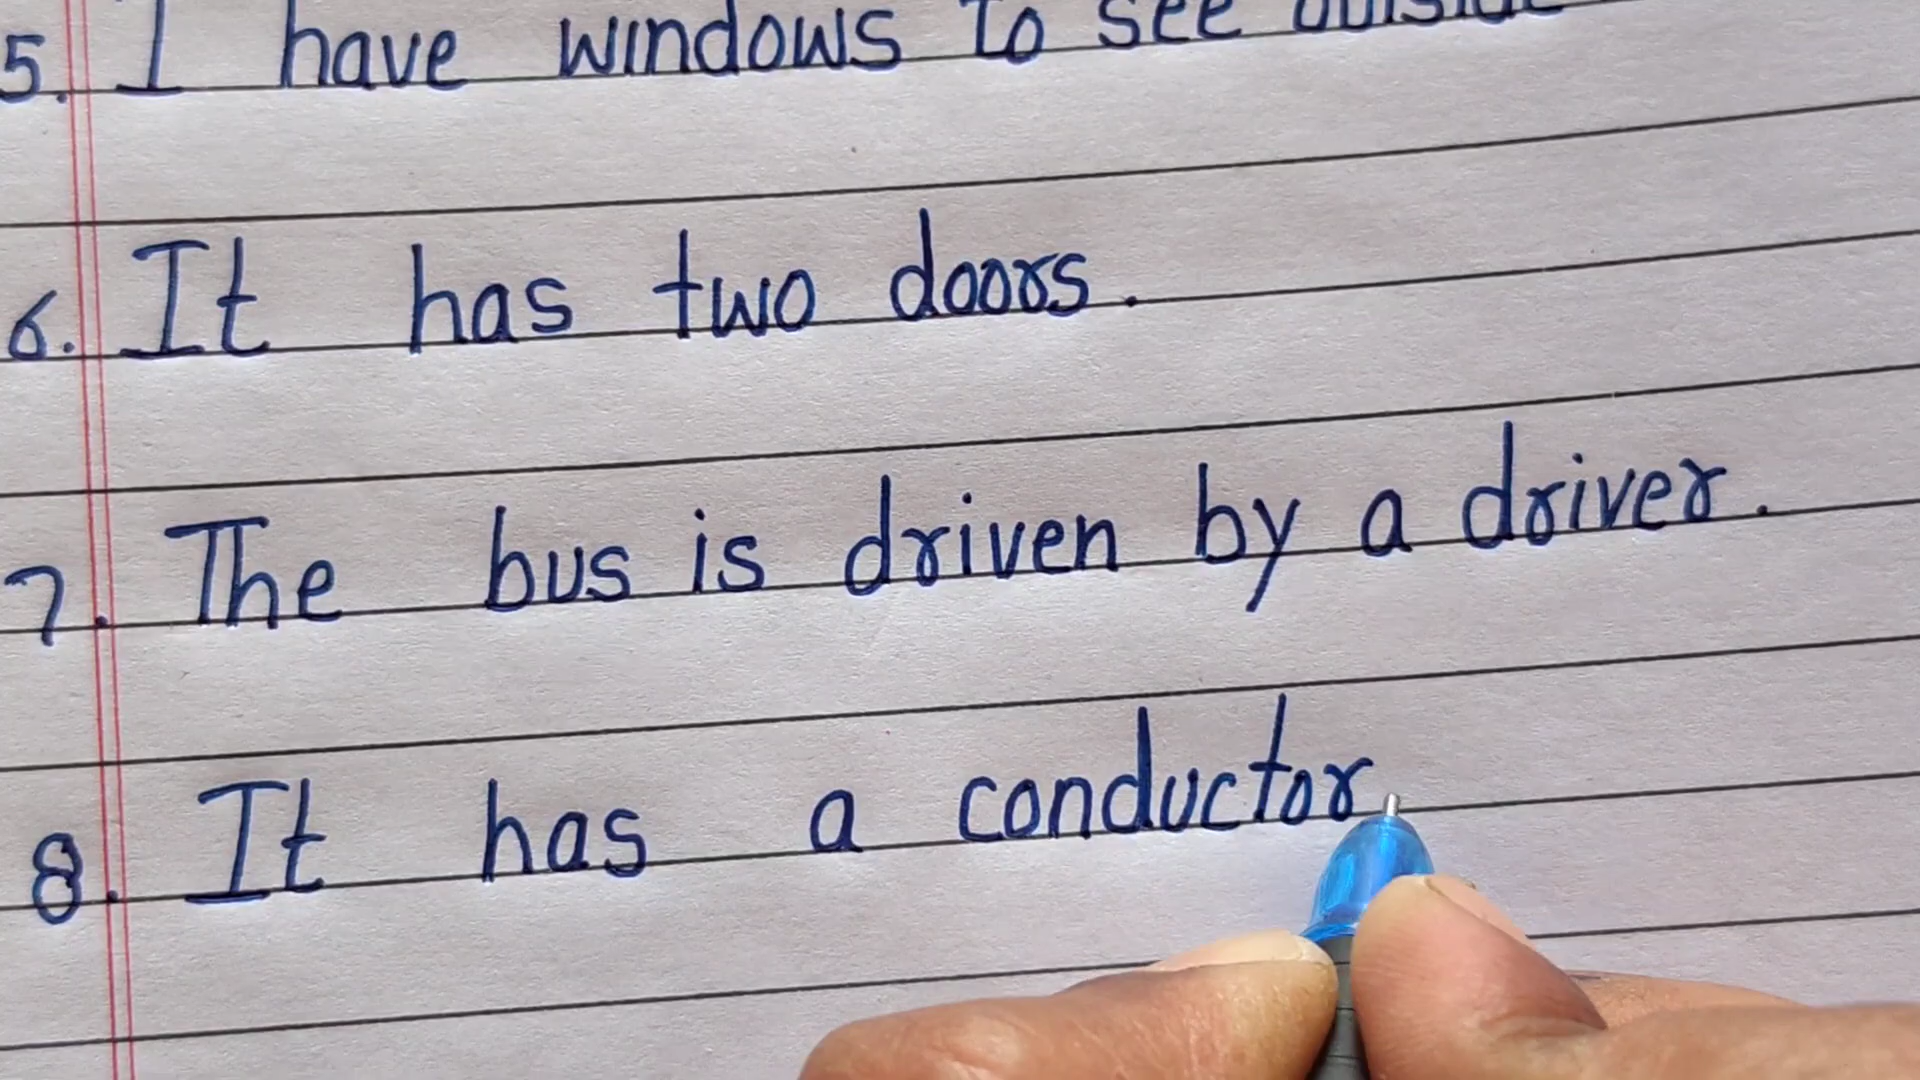 5. I have windows to see outside
6. It has two doors.
7. The bus is driven by a driver.
8. It has a conductor